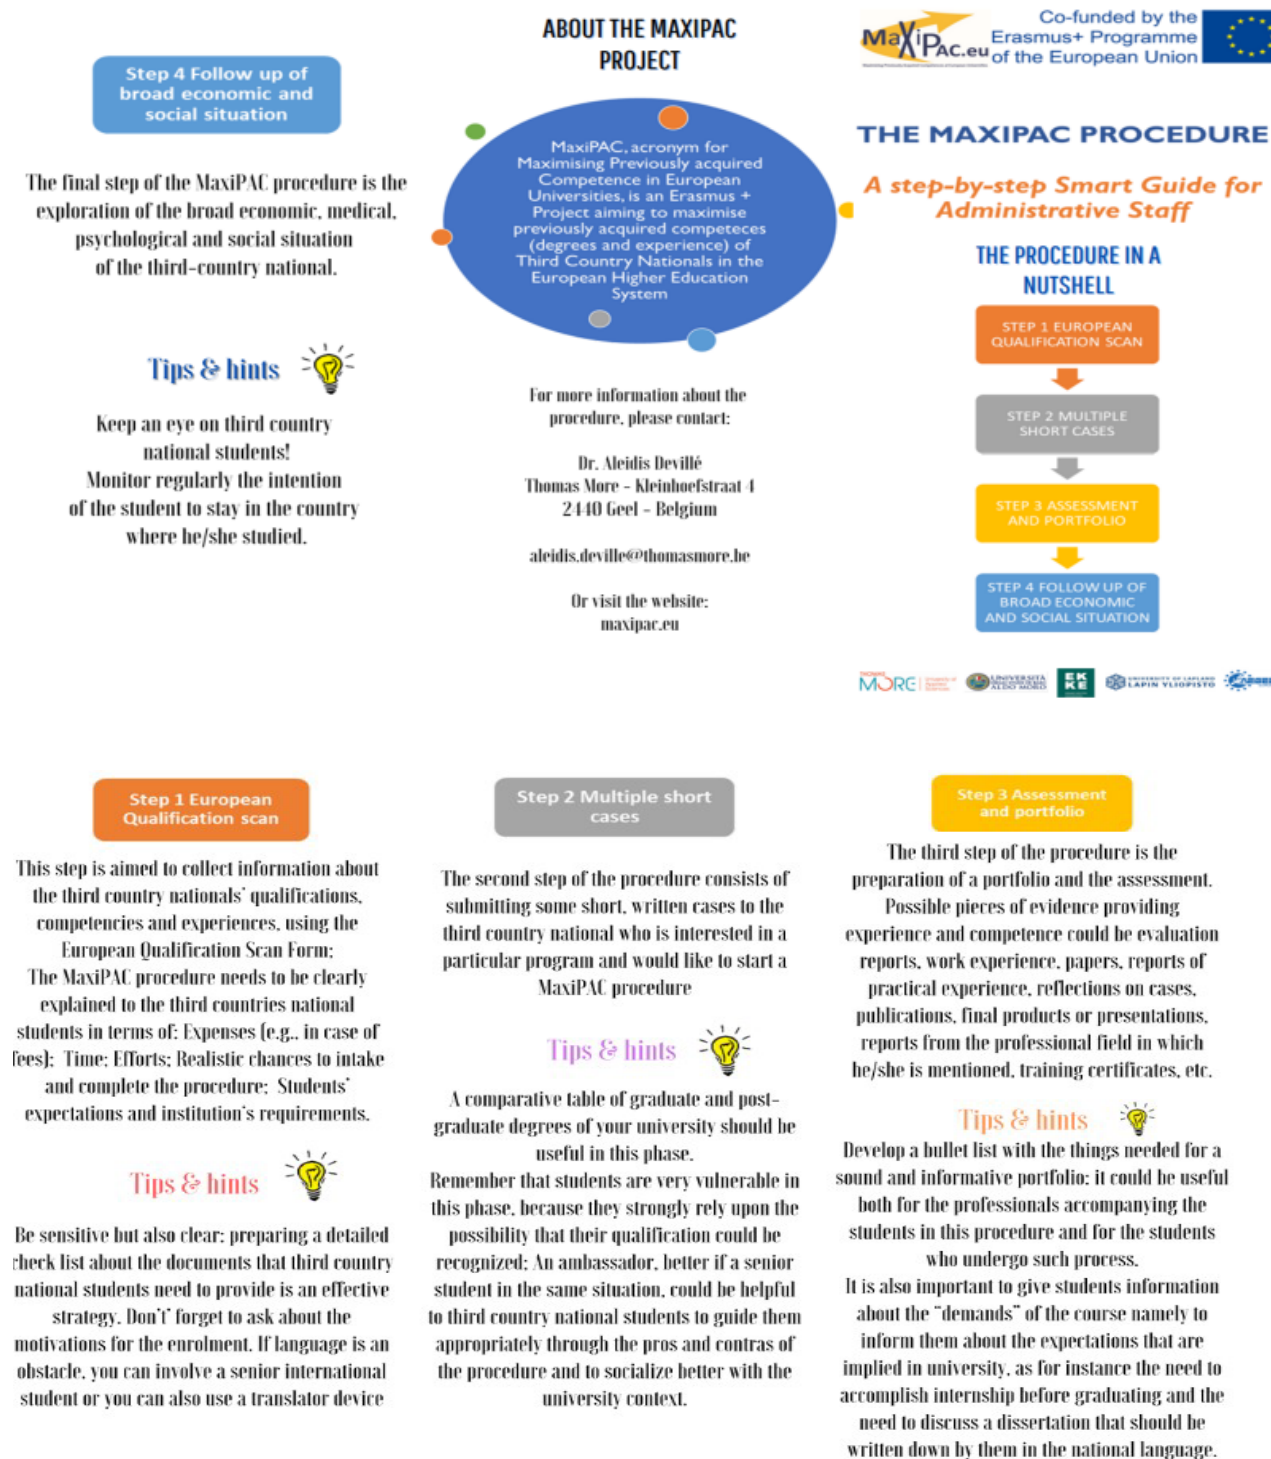 Step 4 Follow up of
broad economic and
social situation
The final step of the MaxiPAC procedure is the
exploration of the broad economic, medical,
psychological and social situation
of the third-country national.
Tips & hints
Keep an eye on third country
national students!
Monitor regularly the intention
of the student to stay in the country
where he/she studied.
ABOUT THE MAXIPAC
PROJECT
MaxiPAC, acronym for
Maximising Previously acquired
Competence in European
Universities, is an Erasmus +
Project aiming to maximise
previously acquired competeces
(degrees and experience) of
Third Country Nationals in the
European Higher Education
System
For more information about the
procedure, please contact:
Dr. Aleidis Devillé
Thomas More - Kleinhoefstraat 4
2440 Geel - Belgium
aleidis.deville@thomasmore.be
Or visit the website:
maxipac.eu
MaXiPAC.eu
Co-funded by the
Erasmus+ Programme
of the European Union
THE MAXIPAC PROCEDURE
A step-by-step Smart Guide for
Administrative Staff
THE PROCEDURE IN A
NUTSHELL
STEP 1 EUROPEAN
QUALIFICATION SCAN
STEP 2 MULTIPLE
SHORT CASES
STEP 3 ASSESSMENT
AND PORTFOLIO
STEP 4 FOLLOW UP OF
BROAD ECONOMIC
AND SOCIAL SITUATION
THOMAS
MORE
UNIVERSITÀ
ALDO MORO
EK
KE
UNIVERSITY OF LAPLAND
LAPIN YLIOPISTO
Step 1 European
Qualification scan
This step is aimed to collect information about
the third country nationals' qualifications,
competencies and experiences, using the
European Qualification Scan Form;
The MaxiPAC procedure needs to be clearly
explained to the third countries national
students in terms of: Expenses (e.g., in case of
fees); Time; Efforts; Realistic chances to intake
and complete the procedure; Students'
expectations and institution's requirements.
Tips & hints
Be sensitive but also clear: preparing a detailed
check list about the documents that third country
national students need to provide is an effective
strategy. Don't' forget to ask about the
motivations for the enrolment. If language is an
obstacle, you can involve a senior international
student or you can also use a translator device
Step 2 Multiple short
cases
The second step of the procedure consists of
submitting some short, written cases to the
third country national who is interested in a
particular program and would like to start a
MaxiPAC procedure
Tips & hints
A comparative table of graduate and post-
graduate degrees of your university should be
useful in this phase.
Remember that students are very vulnerable in
this phase, because they strongly rely upon the
possibility that their qualification could be
recognized; An ambassador, better if a senior
student in the same situation, could be helpful
to third country national students to guide them
appropriately through the pros and contras of
the procedure and to socialize better with the
university context.
Step 3 Assessment
and portfolio
The third step of the procedure is the
preparation of a portfolio and the assessment.
Possible pieces of evidence providing
experience and competence could be evaluation
reports, work experience, papers, reports of
practical experience, reflections on cases,
publications, final products or presentations,
reports from the professional field in which
he/she is mentioned, training certificates, etc.
Tips & hints
Develop a bullet list with the things needed for a
sound and informative portfolio: it could be useful
both for the professionals accompanying the
students in this procedure and for the students
who undergo such process.
It is also important to give students information
about the "demands" of the course namely to
inform them about the expectations that are
implied in university, as for instance the need to
accomplish internship before graduating and the
need to discuss a dissertation that should be
written down by them in the national language.